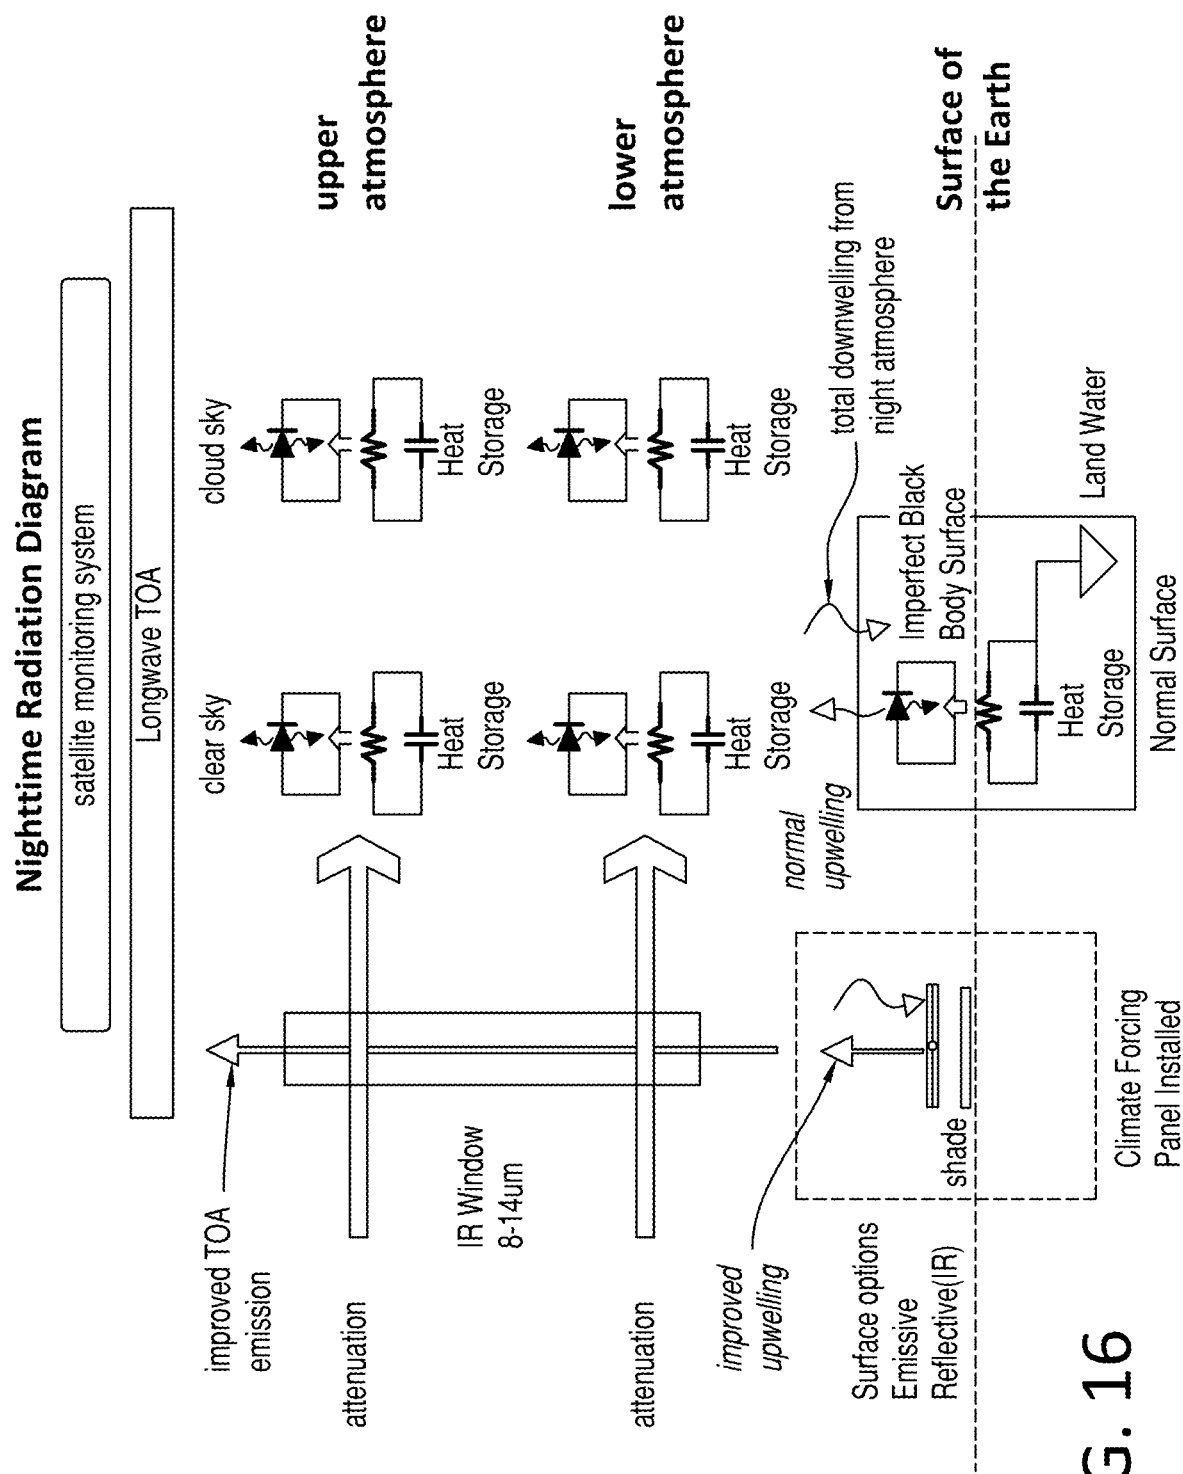 Nighttime Radiation Diagram
satellite monitoring system
Longwave TOA
improved TOA
emission
clear sky
cloud sky
upper
atmosphere
attenuation
Heat
Storage
Heat
Storage
IR Window
8-14um
lower
atmosphere
attenuation
Heat
Storage
Heat
Storage
improved
upwelling
normal
upwelling
total downwelling from
night atmosphere
Surface options
Emissive
Reflective(IR)
shade
Imperfect Black
Body Surface
Surface of
the Earth
Heat
Storage
Land Water
Climate Forcing
Panel Installed
Normal Surface
G. 16